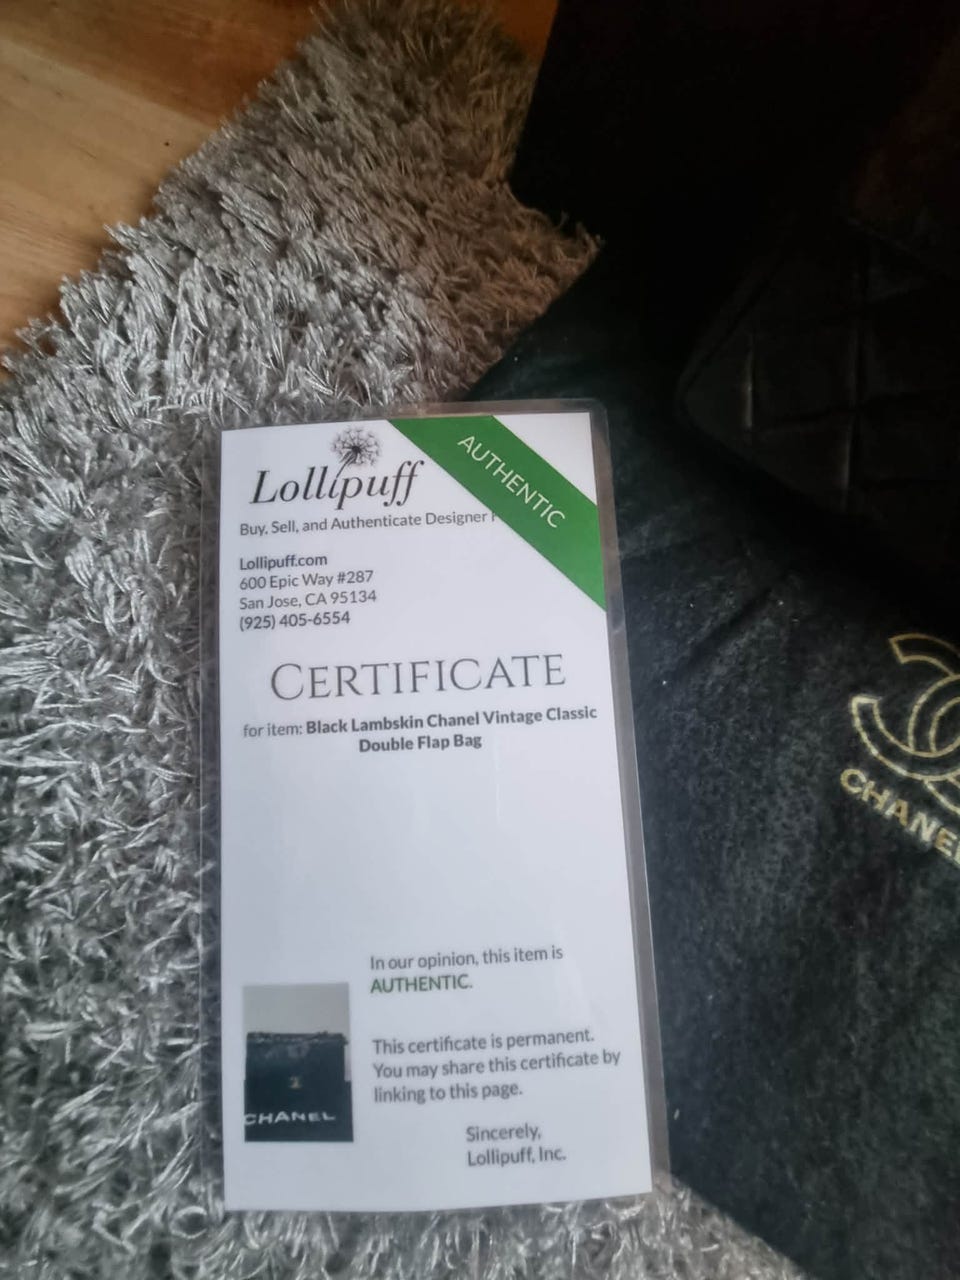 Lollipuff
AUTHENTIC
Buy, Sell, and Authenticate Designer
Lollipuff.com
600 Epic Way #287
San Jose, CA 95134
(925) 405-6554
CERTIFICATE
for item: Black Lambskin Chanel Vintage Classic
Double Flap Bag
In our opinion, this item is
AUTHENTIC.
This certificate is permanent.
You may share this certificate by
linking to this page.
Sincerely,
Lollipuff, Inc.
CHANEL
CHANEL